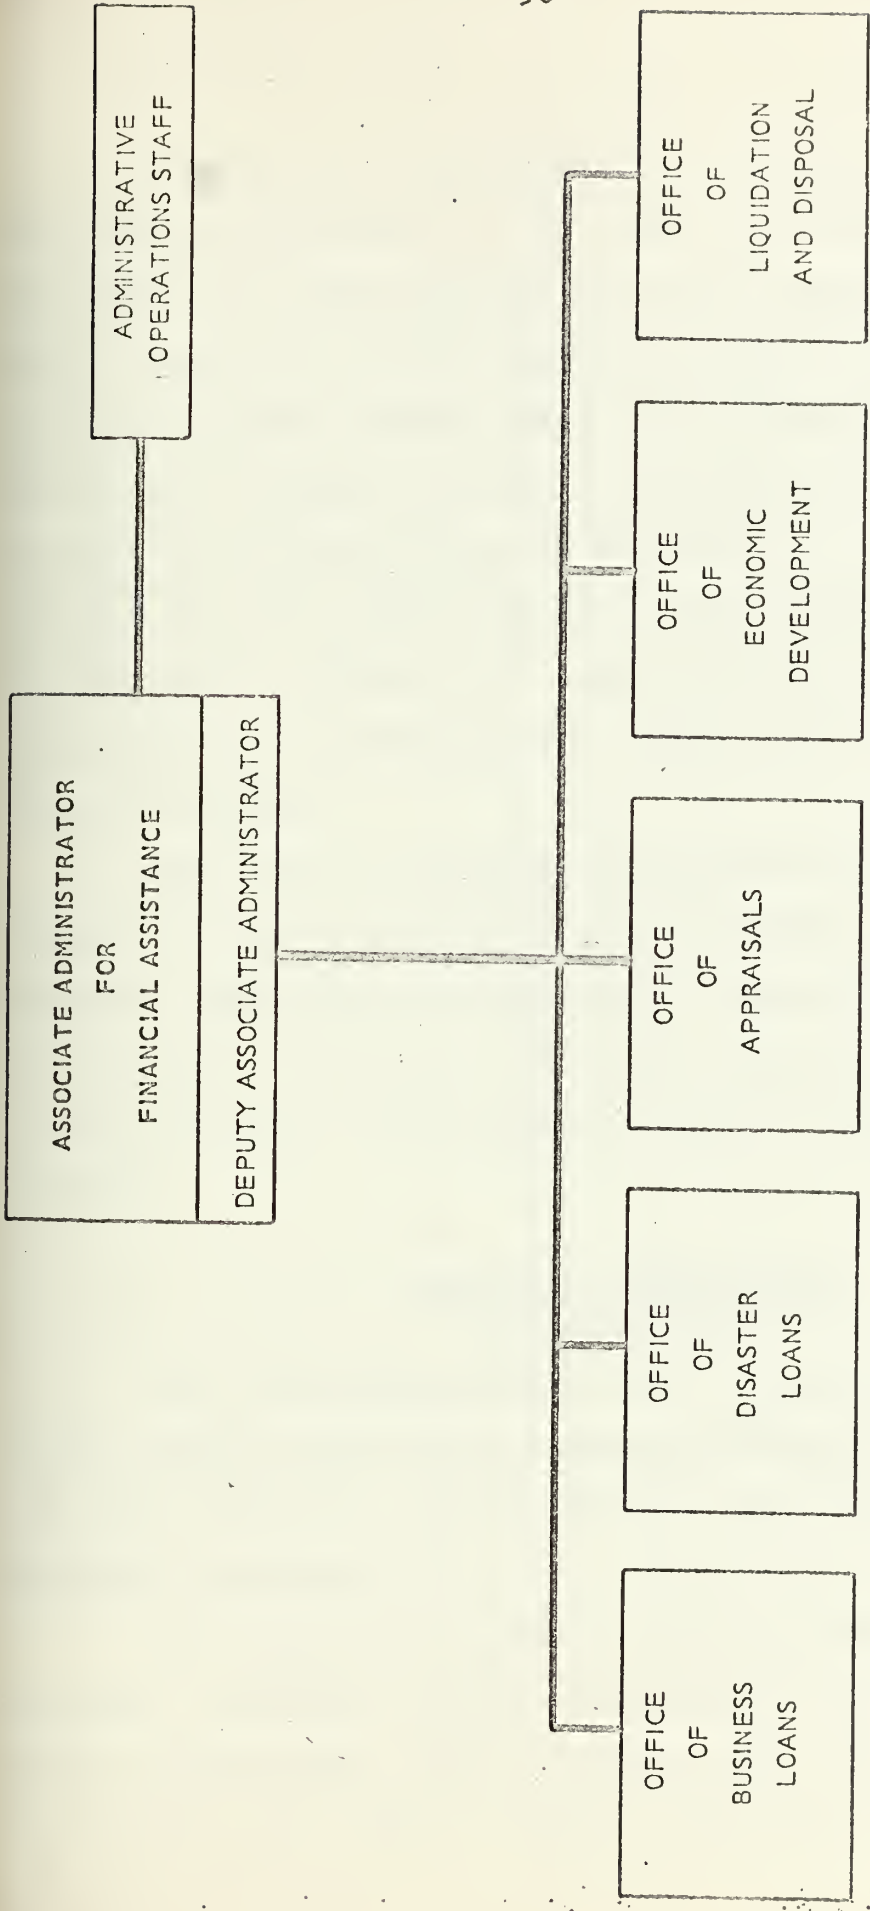 ASSOCIATE ADMINISTRATOR
FOR
FINANCIAL ASSISTANCE
DEPUTY ASSOCIATE ADMINISTRATOR
ADMINISTRATIVE
OPERATIONS STAFF
OFFICE
OF
BUSINESS
LOANS
OFFICE
OF
DISASTER
LOANS
OFFICE
OF
APPRAISALS
OFFICE
OF
ECONOMIC
DEVELOPMENT
OFFICE
OF
LIQUIDATION
AND DISPOSAL